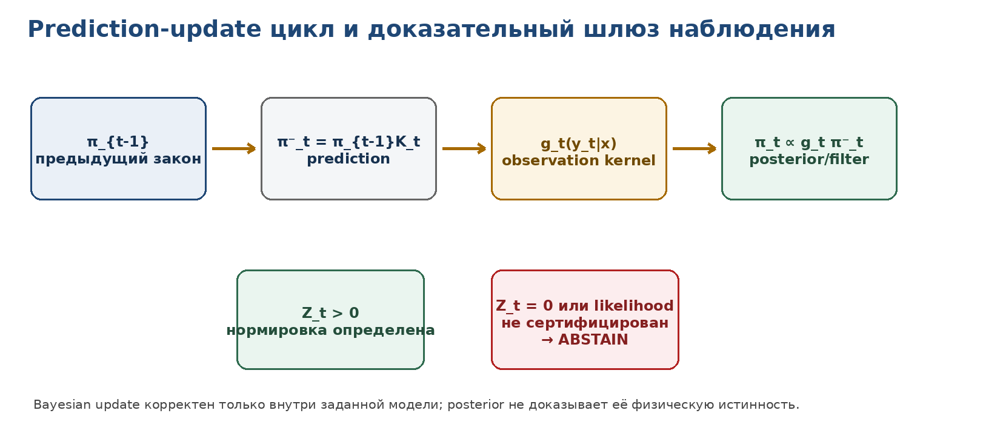 Prediction-update цикл и доказательный шлюз наблюдения
π_{t-1}
предыдущий закон
π⁻_t = π_{t-1}K_t
prediction
g_t(y_t|x)
observation kernel
π_t ∝ g_t π⁻_t
posterior/filter
Z_t > 0
нормировка определена
Z_t = 0 или likelihood
не сертифицирован
→ ABSTAIN
Bayesian update корректен только внутри заданной модели; posterior не доказывает её физическую истинность.